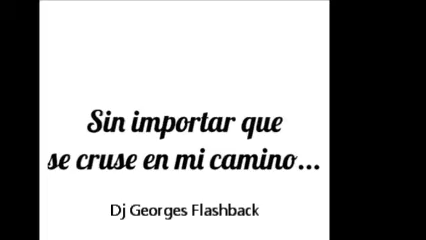 Sin importar que
se cruse en mi camino...
Dj Georges Flashback